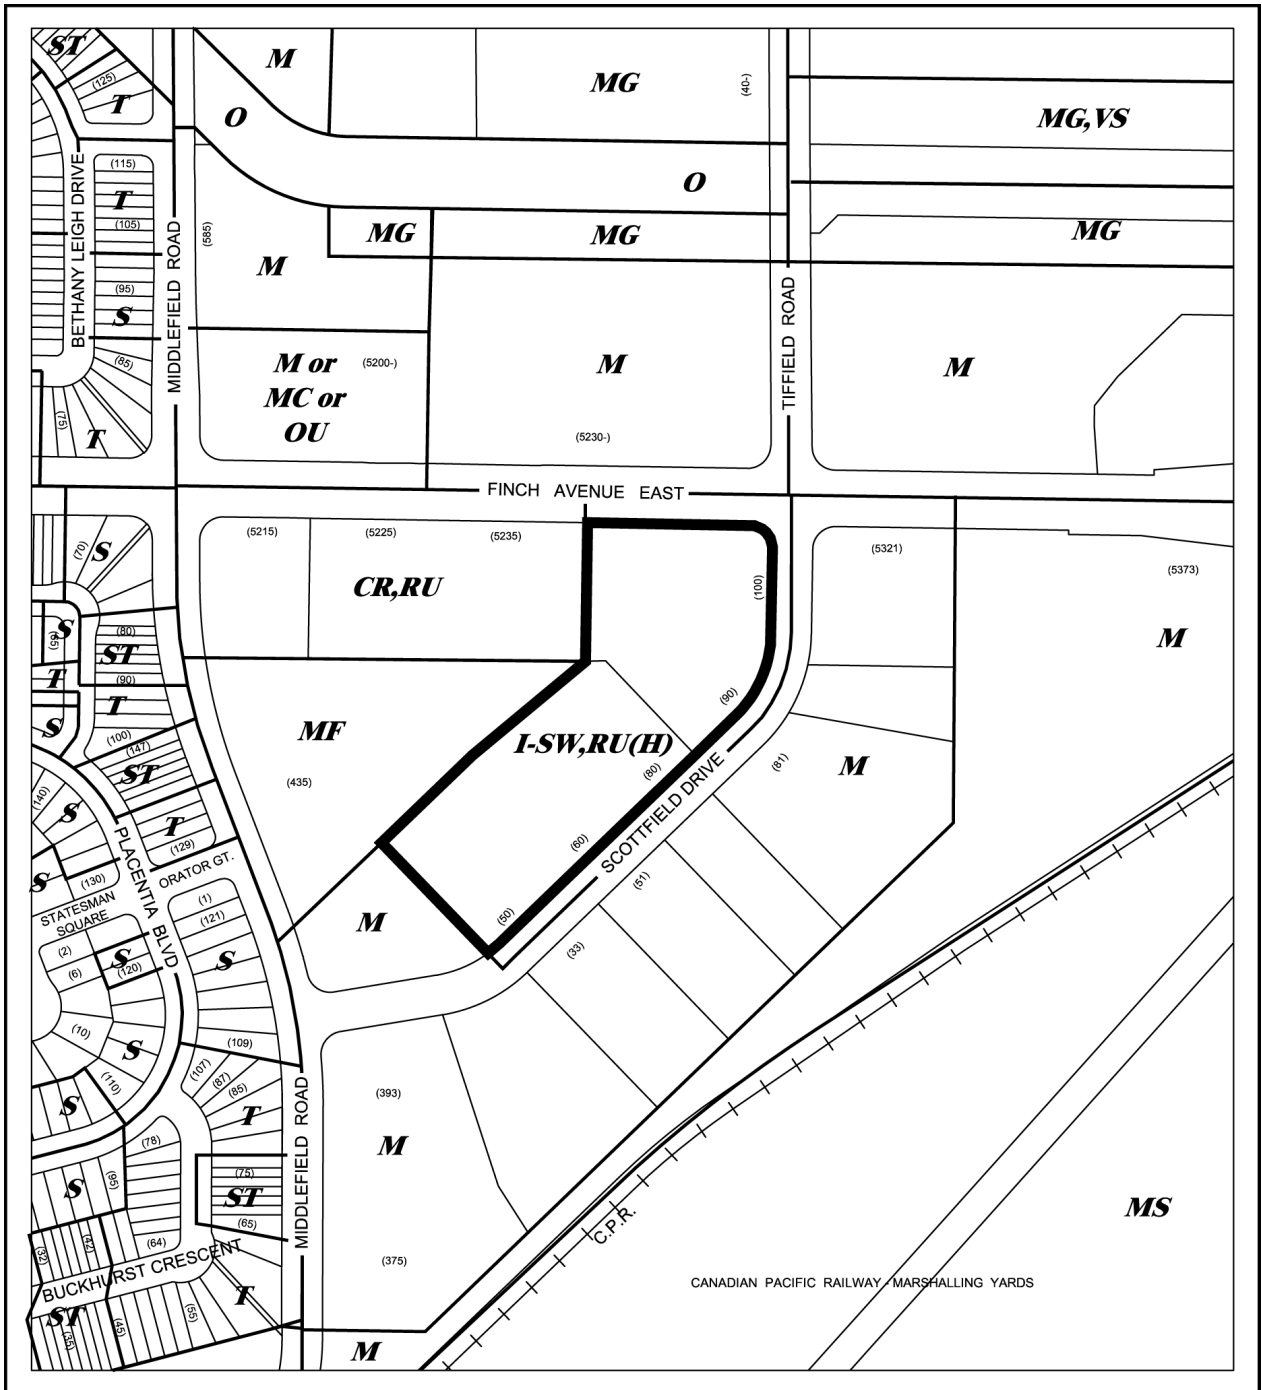 ST
M
MG
(40-)
(125)
T
O
MG,VS
(115)
T
(105)
O
BETHANY LEIGH DRIVE
MIDDLEFIELD ROAD
(585)
MG
MG
MG
M
(95)
S
TIFFIELD ROAD
(85)
M or
MC or
OU
(5200-)
M
M
(75)
T
(5230-)
FINCH AVENUE EAST
(5215)
(5225)
(5235)
(5321)
(70)
S
(5373)
CR,RU
(100)
S
(65)
(80)
ST
M
T
(90)
T
(90)
S
(100)
MF
I-SW,RU(H)
(147)
ST
(80)
(81)
M
(435)
(140)
S
SCOTTFIELD DRIVE
T
(129)
(60)
PLACENTIA BLVD
ORATOR GT.
S
(130)
(51)
STATESMAN
SQUARE
(1)
(121)
M
(50)
(2)
S
(120)
(6)
S
(33)
(10)
S
(109)
(110)
(107)
(87)
(85)
S
T
(393)
M
MIDDLEFIELD ROAD
(78)
(95)
S
(75)
ST
(65)
MS
C.P.R.
(32)
(42)
(64)
BUCKHURST CRESCENT
(375)
CANADIAN PACIFIC RAILWAY - MARSHALLING YARDS
T
ST
(35)
(45)
(55)
M